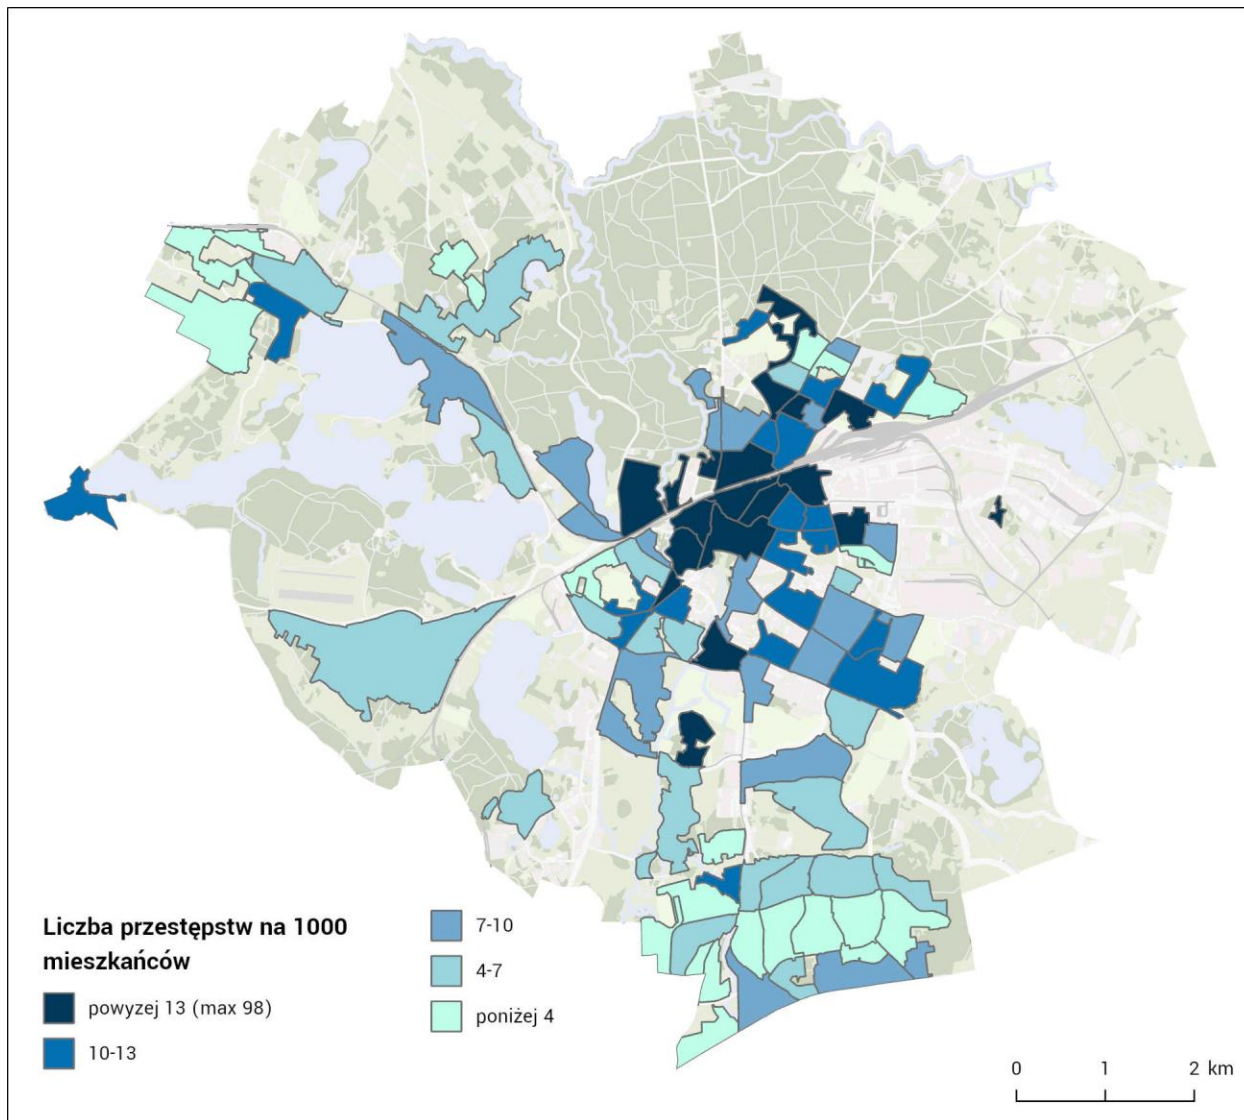 Liczba przestępstw na 1000
mieszkańców
powyzej 13 (max 98)
10-13
7-10
4-7
poniżej 4
0 1 2 km